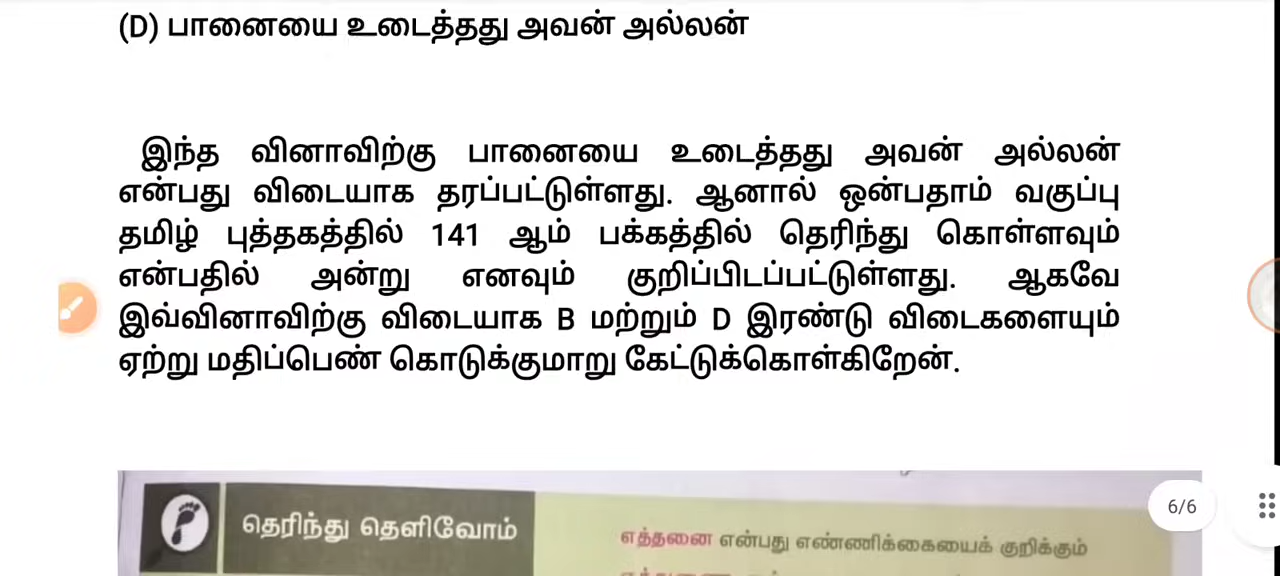 (D) பானையை உடைத்தது அவன் அல்லன்
இந்த வினாவிற்கு பானையை உடைத்தது அவன் அல்லன்
என்பது விடையாக தரப்பட்டுள்ளது. ஆனால் ஒன்பதாம் வகுப்பு
தமிழ் புத்தகத்தில் 141 ஆம் பக்கத்தில் தெரிந்து கொள்ளவும்
என்பதில் அன்று எனவும் குறிப்பிடப்பட்டுள்ளது. ஆகவே
இவ்வினாவிற்கு விடையாக B மற்றும் D இரண்டு விடைகளையும்
ஏற்று மதிப்பெண் கொடுக்குமாறு கேட்டுக்கொள்கிறேன்.
6/6
தெரிந்து தெளிவோம்
எத்தனை என்பது எண்ணிக்கையைக் குறிக்கும்